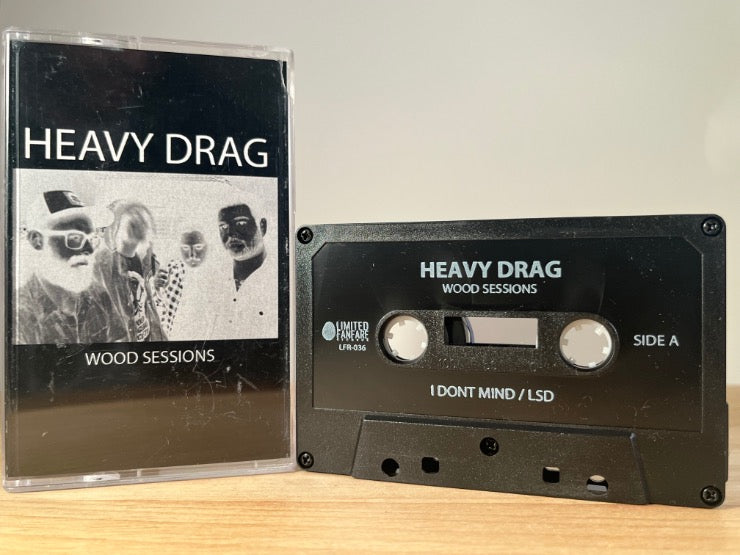 HEAVY DRAG
WOOD SESSIONS
HEAVY DRAG
WOOD SESSIONS
LIMITED
FANFARE
LFR-036
SIDE A
I DONT MIND / LSD